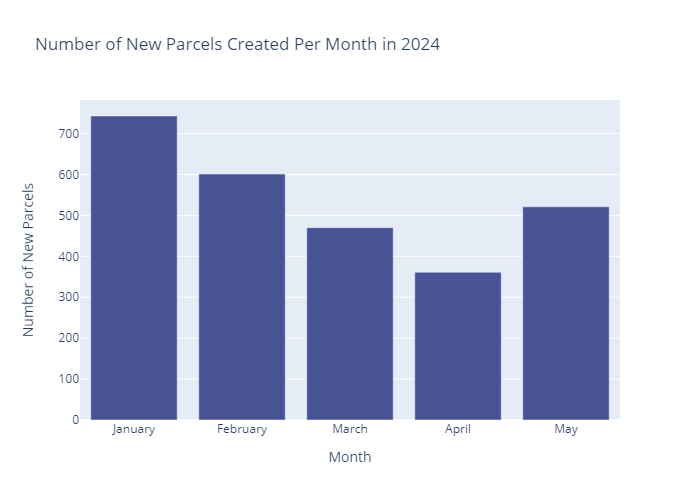 Number of New Parcels Created Per Month in 2024
Number of New Parcels
700
600
500
400
300
200
100
0
January February March April May
Month